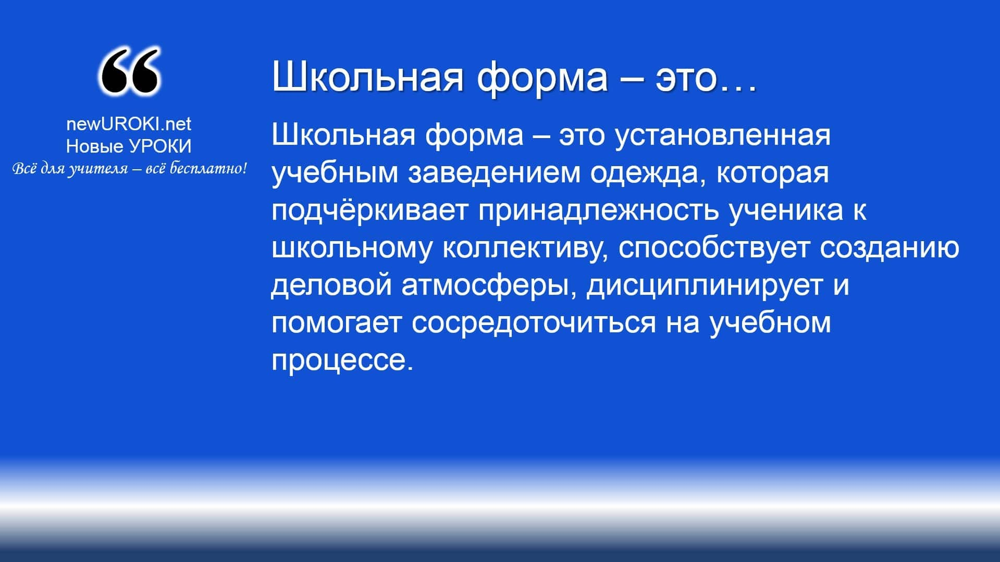 newUROKI.net
Новые УРОКИ
Всё для учителя – всё бесплатно!
Школьная форма – это…
Школьная форма – это установленная
учебным заведением одежда, которая
подчёркивает принадлежность ученика к
школьному коллективу, способствует созданию
деловой атмосферы, дисциплинирует и
помогает сосредоточиться на учебном
процессе.